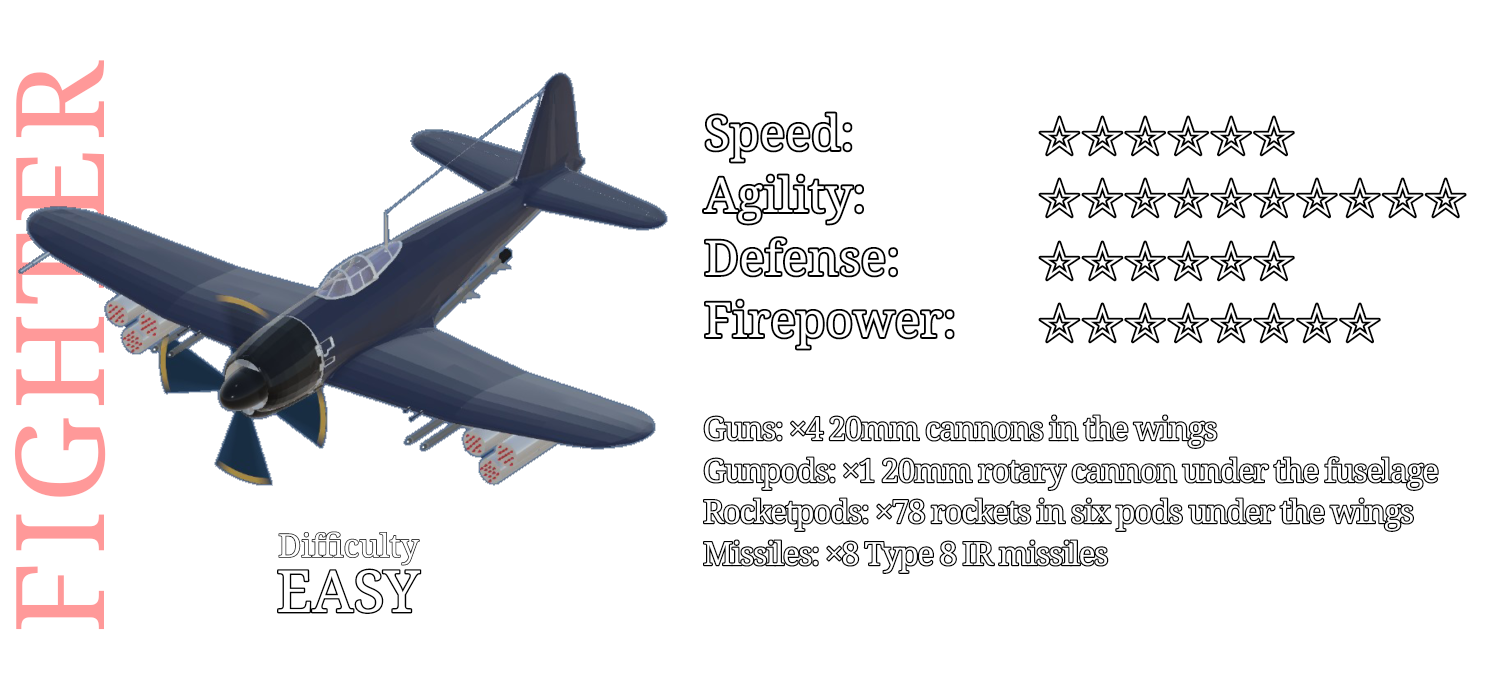 FIGHTER
Speed: ☆☆☆☆☆☆
Agility: ☆☆☆☆☆☆☆☆☆☆
Defense: ☆☆☆☆☆☆
Firepower: ☆☆☆☆☆☆☆☆
Guns: ×4 20mm cannons in the wings
Gunpods: ×1 20mm rotary cannon under the fuselage
Rocketpods: ×78 rockets in six pods under the wings
Missiles: ×8 Type 8 IR missiles
Difficulty
EASY